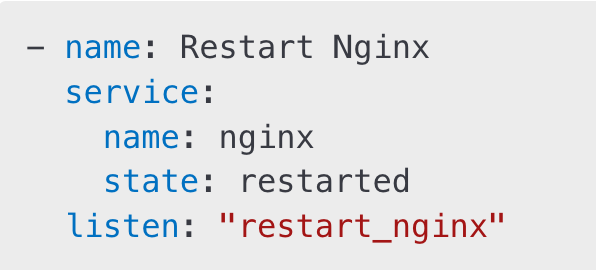 - name: Restart Nginx
  service:
    name: nginx
    state: restarted
  listen: "restart_nginx"